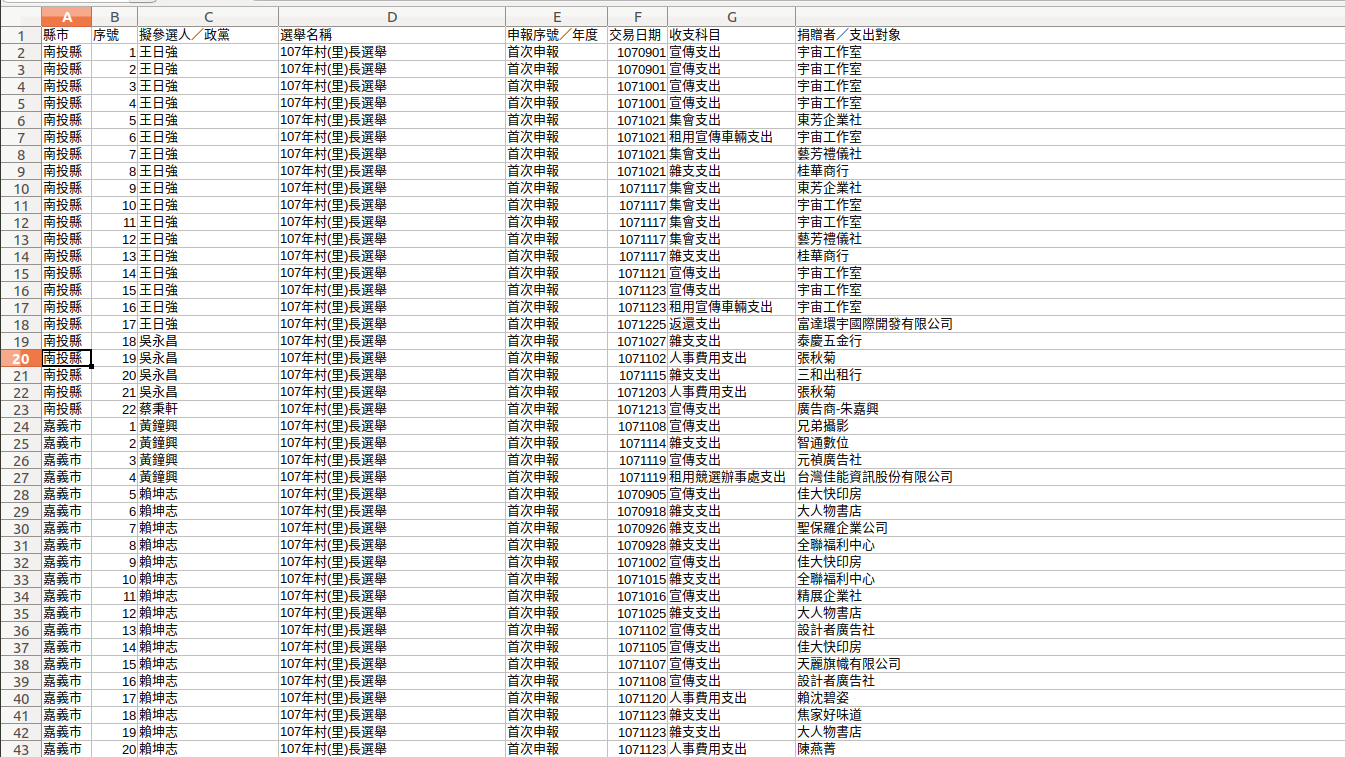 A B C D E F G
1 縣市 序號 擬參選人／政黨 選舉名稱 申報序號／年度 交易日期 收支科目 捐贈者／支出對象
2 南投縣 1 王日強 107年村(里)長選舉 首次申報 1070901 宣傳支出 宇宙工作室
3 南投縣 2 王日強 107年村(里)長選舉 首次申報 1070901 宣傳支出 宇宙工作室
4 南投縣 3 王日強 107年村(里)長選舉 首次申報 1071001 宣傳支出 宇宙工作室
5 南投縣 4 王日強 107年村(里)長選舉 首次申報 1071001 宣傳支出 宇宙工作室
6 南投縣 5 王日強 107年村(里)長選舉 首次申報 1071021 集會支出 東芳企業社
7 南投縣 6 王日強 107年村(里)長選舉 首次申報 1071021 租用宣傳車輛支出 宇宙工作室
8 南投縣 7 王日強 107年村(里)長選舉 首次申報 1071021 集會支出 藝芳禮儀社
9 南投縣 8 王日強 107年村(里)長選舉 首次申報 1071021 雜支支出 桂華商行
10 南投縣 9 王日強 107年村(里)長選舉 首次申報 1071117 集會支出 東芳企業社
11 南投縣 10 王日強 107年村(里)長選舉 首次申報 1071117 集會支出 宇宙工作室
12 南投縣 11 王日強 107年村(里)長選舉 首次申報 1071117 集會支出 宇宙工作室
13 南投縣 12 王日強 107年村(里)長選舉 首次申報 1071117 集會支出 藝芳禮儀社
14 南投縣 13 王日強 107年村(里)長選舉 首次申報 1071117 雜支支出 桂華商行
15 南投縣 14 王日強 107年村(里)長選舉 首次申報 1071121 宣傳支出 宇宙工作室
16 南投縣 15 王日強 107年村(里)長選舉 首次申報 1071123 宣傳支出 宇宙工作室
17 南投縣 16 王日強 107年村(里)長選舉 首次申報 1071123 租用宣傳車輛支出 宇宙工作室
18 南投縣 17 王日強 107年村(里)長選舉 首次申報 1071225 返還支出 富達環宇國際開發有限公司
19 南投縣 18 吳永昌 107年村(里)長選舉 首次申報 1071027 雜支支出 泰慶五金行
20 南投縣 19 吳永昌 107年村(里)長選舉 首次申報 1071102 人事費用支出 張秋菊
21 南投縣 20 吳永昌 107年村(里)長選舉 首次申報 1071115 雜支支出 三和出租行
22 南投縣 21 吳永昌 107年村(里)長選舉 首次申報 1071203 人事費用支出 張秋菊
23 南投縣 22 蔡秉軒 107年村(里)長選舉 首次申報 1071213 宣傳支出 廣告商-朱嘉興
24 嘉義市 1 黃鐘興 107年村(里)長選舉 首次申報 1071108 宣傳支出 兄弟攝影
25 嘉義市 2 黃鐘興 107年村(里)長選舉 首次申報 1071114 雜支支出 智通數位
26 嘉義市 3 黃鐘興 107年村(里)長選舉 首次申報 1071119 宣傳支出 元禎廣告社
27 嘉義市 4 黃鐘興 107年村(里)長選舉 首次申報 1071119 租用競選辦事處支出 台灣佳能資訊股份有限公司
28 嘉義市 5 賴坤志 107年村(里)長選舉 首次申報 1070905 宣傳支出 佳大快印房
29 嘉義市 6 賴坤志 107年村(里)長選舉 首次申報 1070918 雜支支出 大人物書店
30 嘉義市 7 賴坤志 107年村(里)長選舉 首次申報 1070926 雜支支出 聖保羅企業公司
31 嘉義市 8 賴坤志 107年村(里)長選舉 首次申報 1070928 雜支支出 全聯福利中心
32 嘉義市 9 賴坤志 107年村(里)長選舉 首次申報 1071002 宣傳支出 佳大快印房
33 嘉義市 10 賴坤志 107年村(里)長選舉 首次申報 1071015 雜支支出 全聯福利中心
34 嘉義市 11 賴坤志 107年村(里)長選舉 首次申報 1071016 宣傳支出 精展企業社
35 嘉義市 12 賴坤志 107年村(里)長選舉 首次申報 1071025 雜支支出 大人物書店
36 嘉義市 13 賴坤志 107年村(里)長選舉 首次申報 1071102 宣傳支出 設計者廣告社
37 嘉義市 14 賴坤志 107年村(里)長選舉 首次申報 1071105 宣傳支出 佳大快印房
38 嘉義市 15 賴坤志 107年村(里)長選舉 首次申報 1071107 宣傳支出 天麗旗幟有限公司
39 嘉義市 16 賴坤志 107年村(里)長選舉 首次申報 1071108 宣傳支出 設計者廣告社
40 嘉義市 17 賴坤志 107年村(里)長選舉 首次申報 1071120 人事費用支出 賴沈碧姿
41 嘉義市 18 賴坤志 107年村(里)長選舉 首次申報 1071123 雜支支出 焦家好味道
42 嘉義市 19 賴坤志 107年村(里)長選舉 首次申報 1071123 雜支支出 大人物書店
43 嘉義市 20 賴坤志 107年村(里)長選舉 首次申報 1071123 人事費用支出 陳燕菁